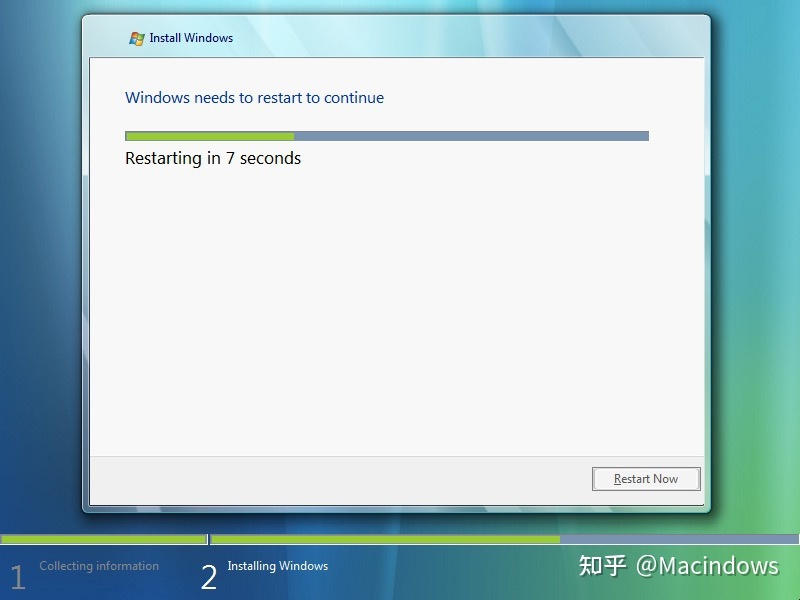 Install Windows
Windows needs to restart to continue
Restarting in 7 seconds
Restart Now
1 Collecting information
2 Installing Windows
知乎 @Macindows